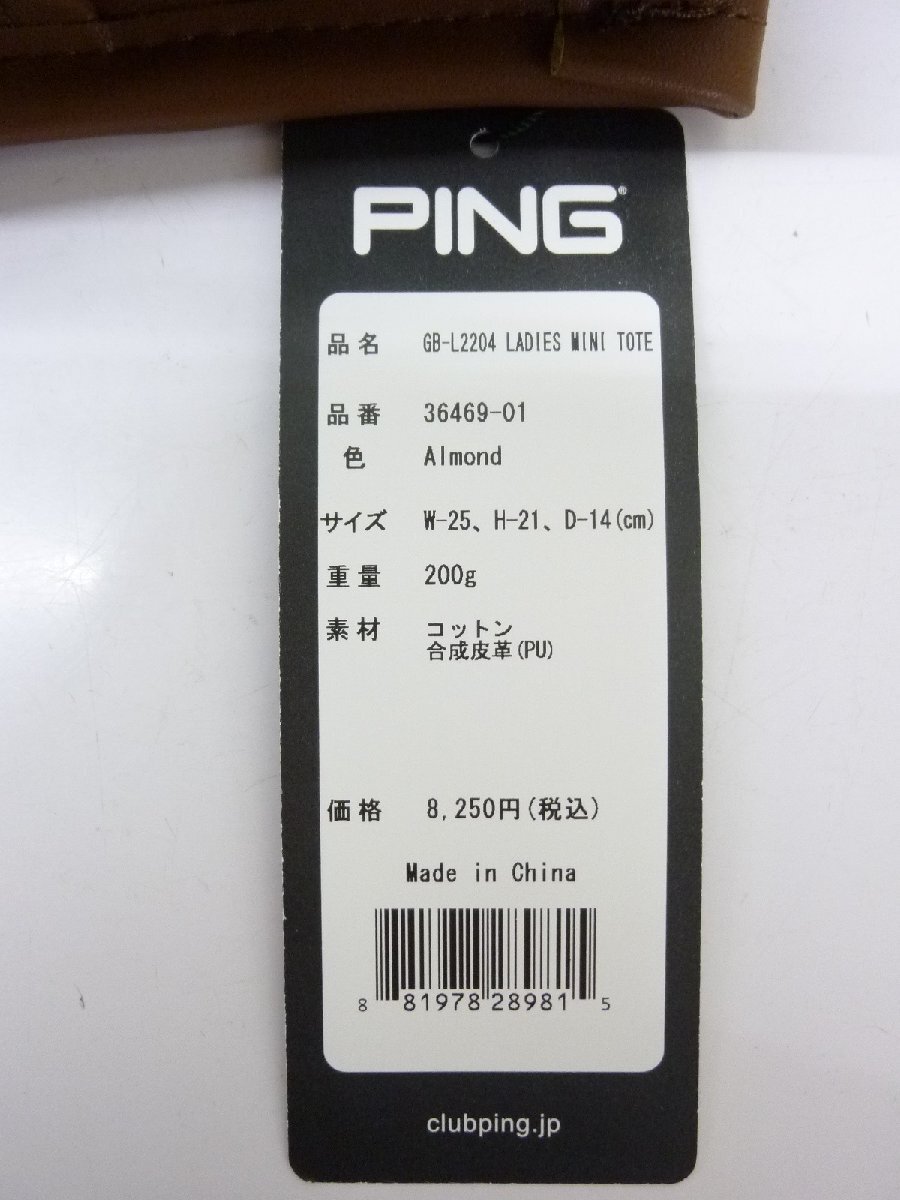 PING®
品名 GB-L2204 LADIES MINI TOTE
品番 36469-01
色 Almond
サイズ W-25、H-21、D-14(cm)
重量 200g
素材 コットン
合成皮革(PU)
価格 8,250円(税込)
Made in China
8 81978 28981 5
clubping.jp